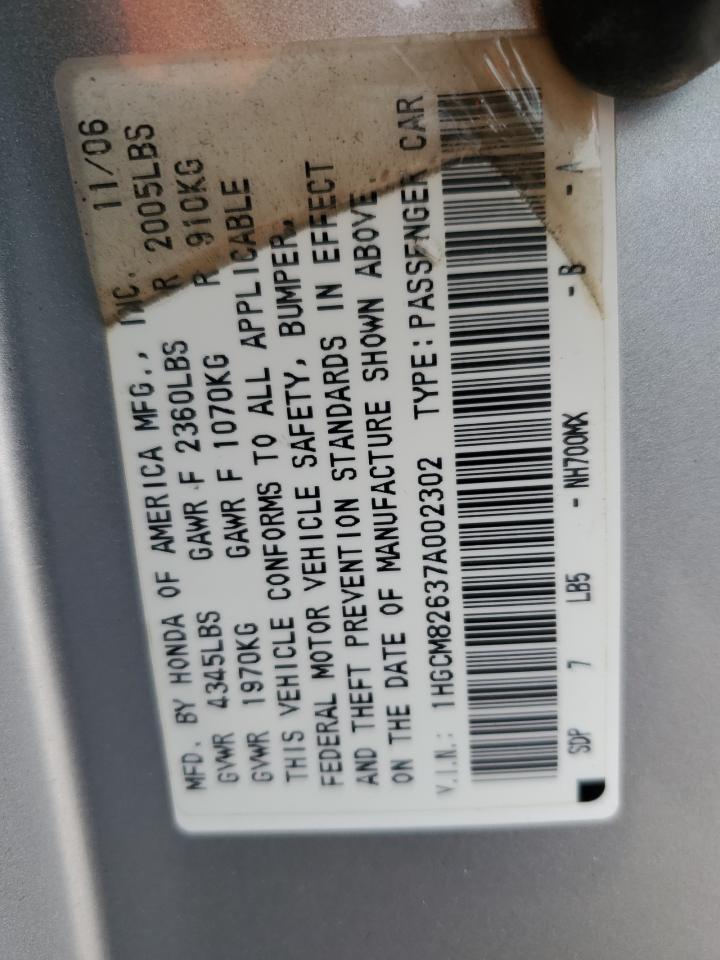 MFD. BY HONDA OF AMERICA MFG., INC. 11/06
GVWR 4345LBS GAWR F 2360LBS R 2005LBS
GVWR 1970KG GAWR F 1070KG R 910KG
THIS VEHICLE CONFORMS TO ALL APPLICABLE
FEDERAL MOTOR VEHICLE SAFETY, BUMPER,
AND THEFT PREVENTION STANDARDS IN EFFECT
ON THE DATE OF MANUFACTURE SHOWN ABOVE.
V.I.N.: 1HGCM82637A002302 TYPE: PASSENGER CAR
SDP 7 LB5 - NH700MX - B - A